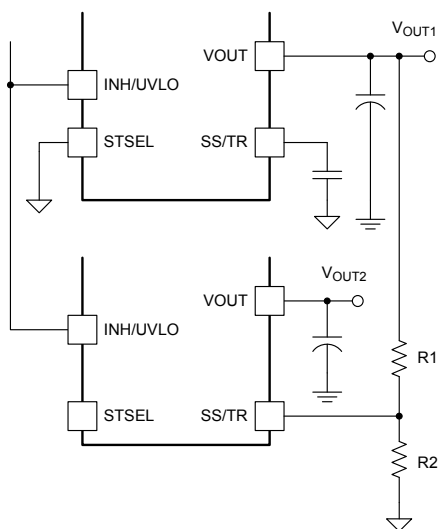 VOUT1
VOUT
INH/UVLO
STSEL
SS/TR
VOUT2
VOUT
INH/UVLO
R1
STSEL
SS/TR
R2